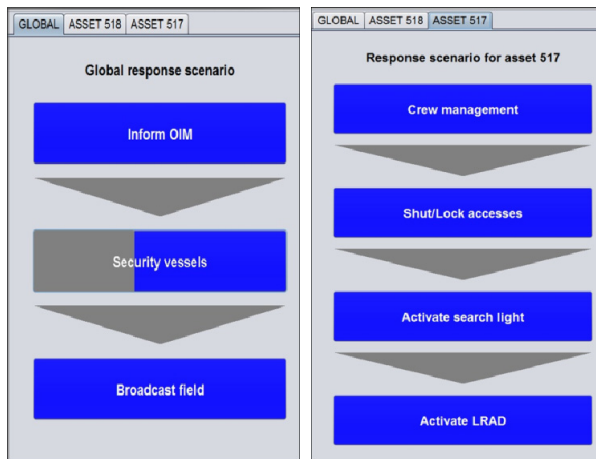 GLOBAL ASSET 518 ASSET 517
Global response scenario
Inform OIM
Security vessels
Broadcast field
GLOBAL ASSET 518 ASSET 517
Response scenario for asset 517
Crew management
Shut/Lock accesses
Activate search light
Activate LRAD